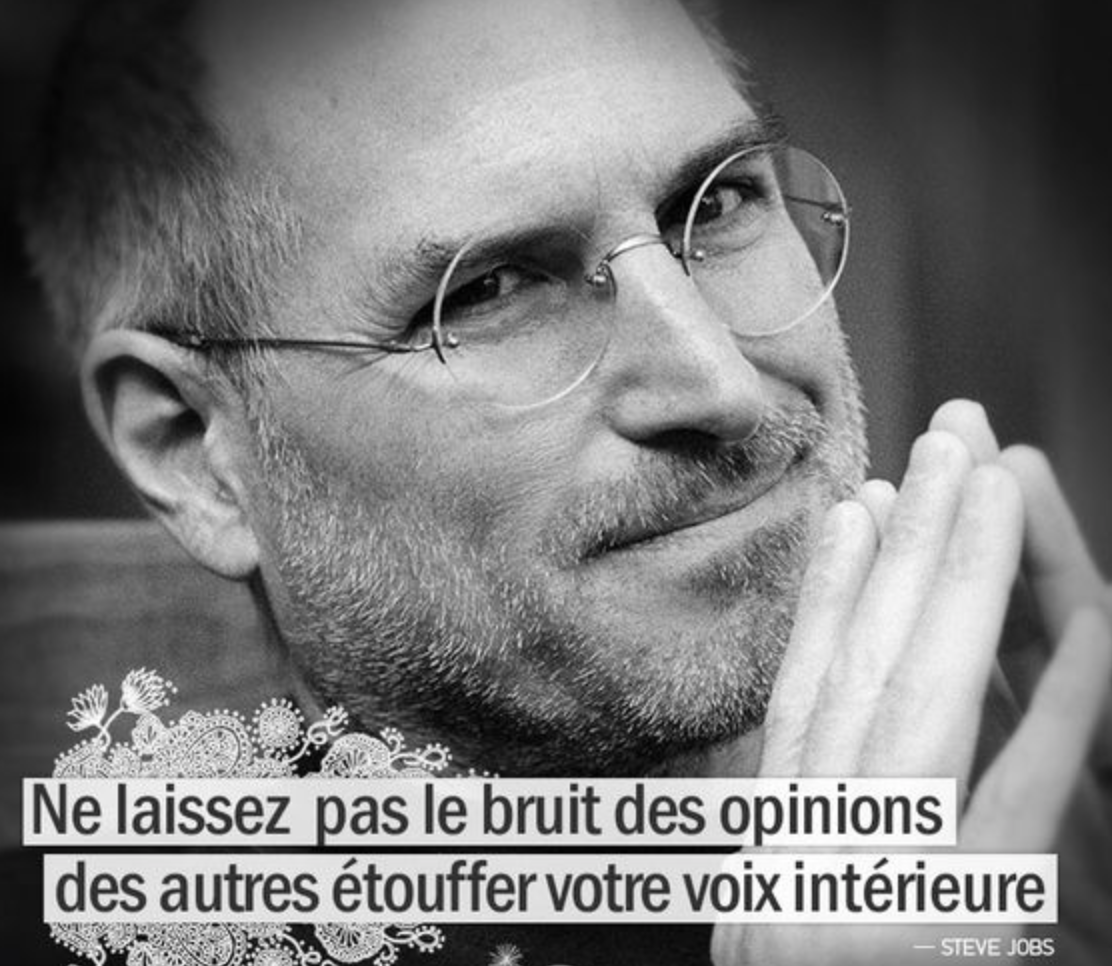 Ne laissez pas le bruit des opinions
des autres étouffer votre voix intérieure
— STEVE JOBS